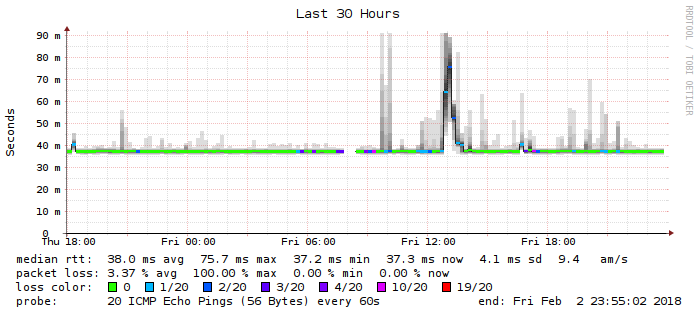 Last 30 Hours
RRDTOOL / TOBI OETIKER
Seconds
90 m
80 m
70 m
60 m
50 m
40 m
30 m
20 m
10 m
0
Thu 18:00 Fri 00:00 Fri 06:00 Fri 12:00 Fri 18:00
median rtt: 38.0 ms avg 75.7 ms max 37.2 ms min 37.3 ms now 4.1 ms sd 9.4 am/s
packet loss: 3.37 % avg 100.00 % max 0.00 % min 0.00 % now
loss color: 0 1/20 2/20 3/20 4/20 10/20 19/20
probe: 20 ICMP Echo Pings (56 Bytes) every 60s end: Fri Feb 2 23:55:02 2018